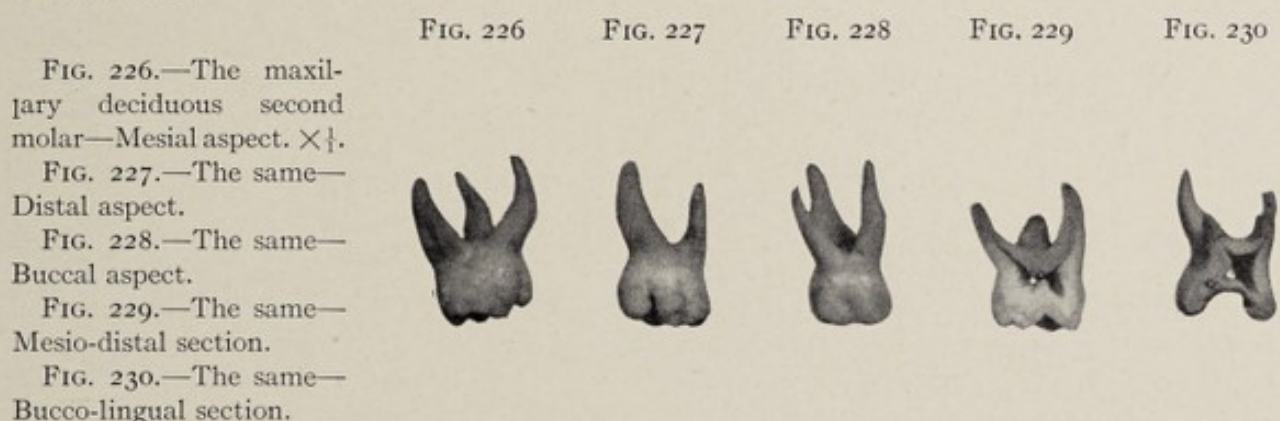 FIG. 226 FIG. 227 FIG. 228 FIG. 229 FIG. 230
FIG. 226.—The maxil-
lary deciduous second
molar—Mesial aspect. ×½.
FIG. 227.—The same—
Distal aspect.
FIG. 228.—The same—
Buccal aspect.
FIG. 229.—The same—
Mesio-distal section.
FIG. 230.—The same—
Bucco-lingual section.